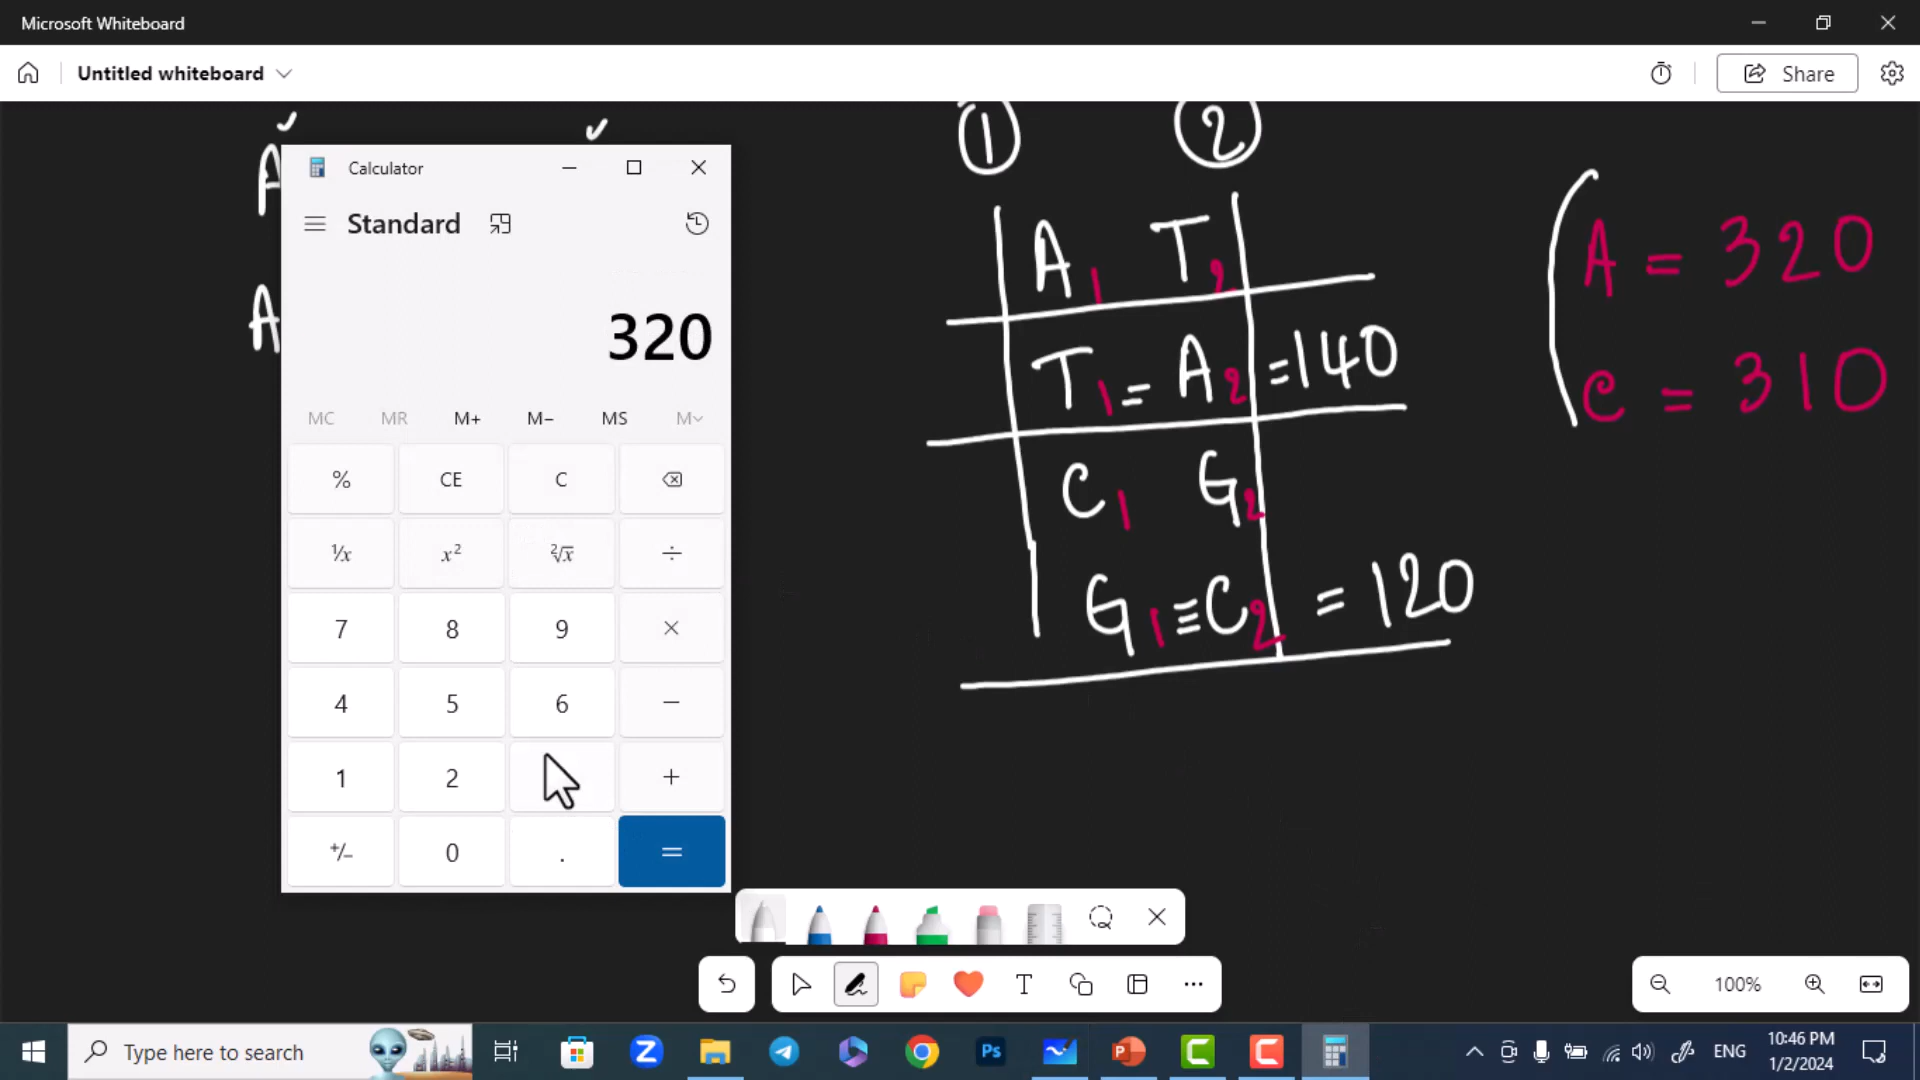 Microsoft Whiteboard
Untitled whiteboard
Share
① ②
A
A
Calculator
Standard
320
MC MR M+ M− MS M
% CE C
¹/x x² ²√x ÷
7 8 9 ×
4 5 6 −
1 2 +
+/− 0 . =
A1 T2
T1 = A2 = 140
C1 G2
G1 ≡ C2 = 120
A = 320
C = 310
T
100%
Type here to search
Z
Ps
P
C
C
ENG
10:46 PM
1/2/2024